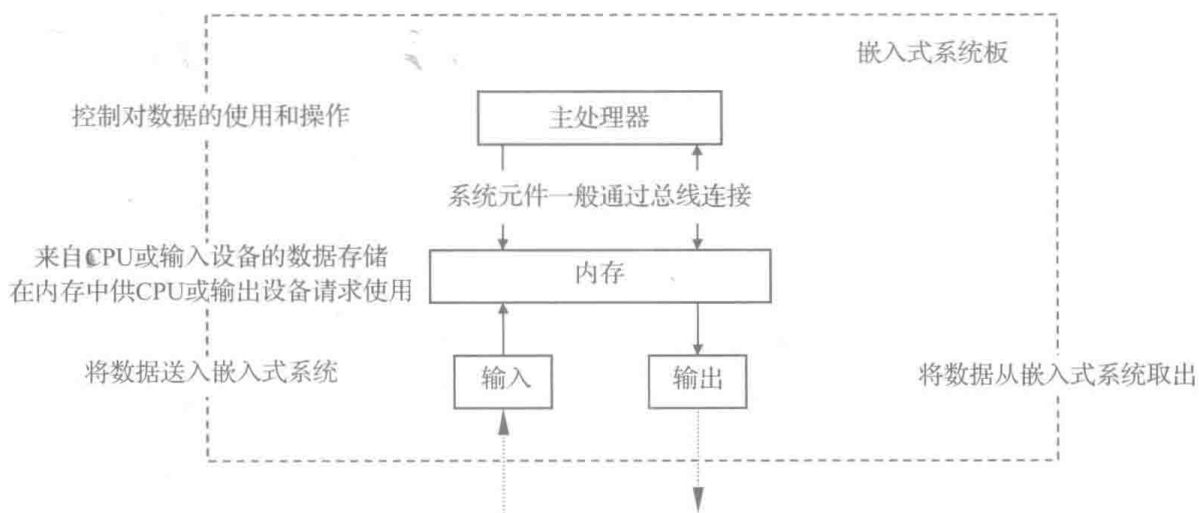 嵌入式系统板
控制对数据的使用和操作
主处理器
系统元件一般通过总线连接
来自CPU或输入设备的数据存储
在内存中供CPU或输出设备请求使用
内存
将数据送入嵌入式系统
输入
输出
将数据从嵌入式系统取出